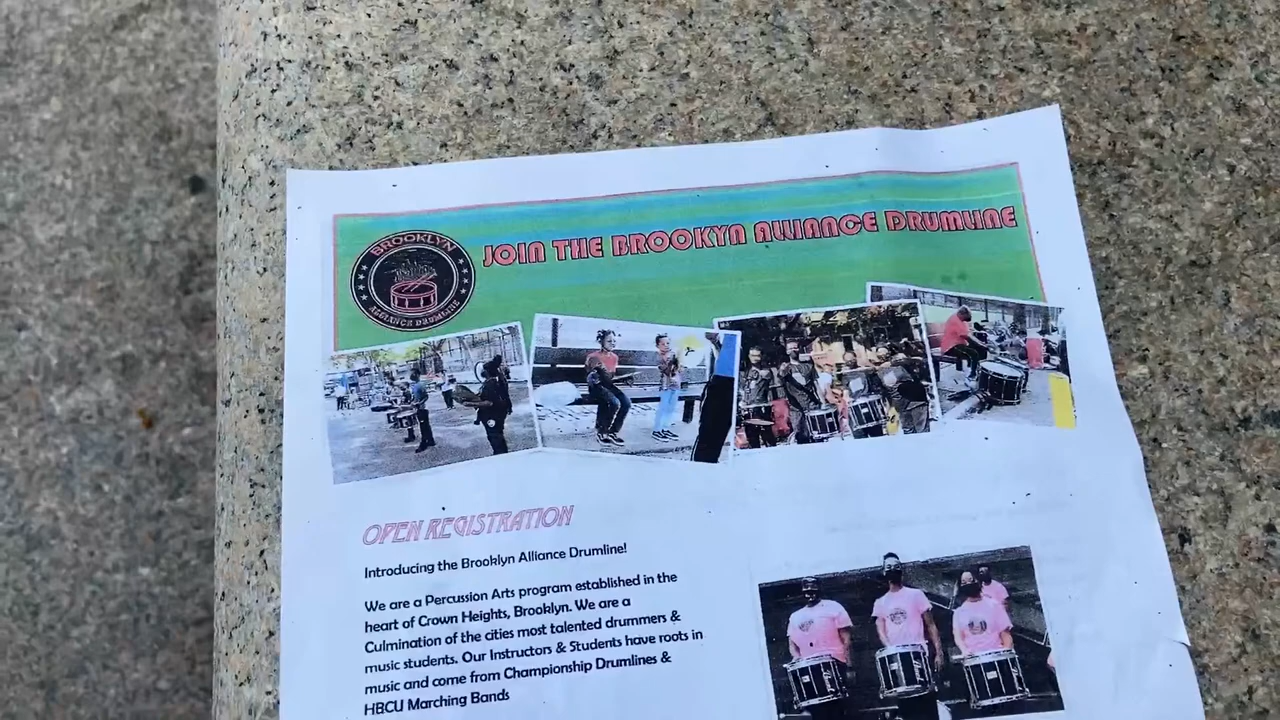 BROOKLYN
ALLIANCE DRUMLINE
JOIN THE BROOKYN ALLIANCE DRUMLINE
OPEN REGISTRATION
Introducing the Brooklyn Alliance Drumline!
We are a Percussion Arts program established in the
heart of Crown Heights, Brooklyn. We are a
Culmination of the cities most talented drummers &
music students. Our Instructors & Students have roots in
music and come from Championship Drumlines &
HBCU Marching Bands